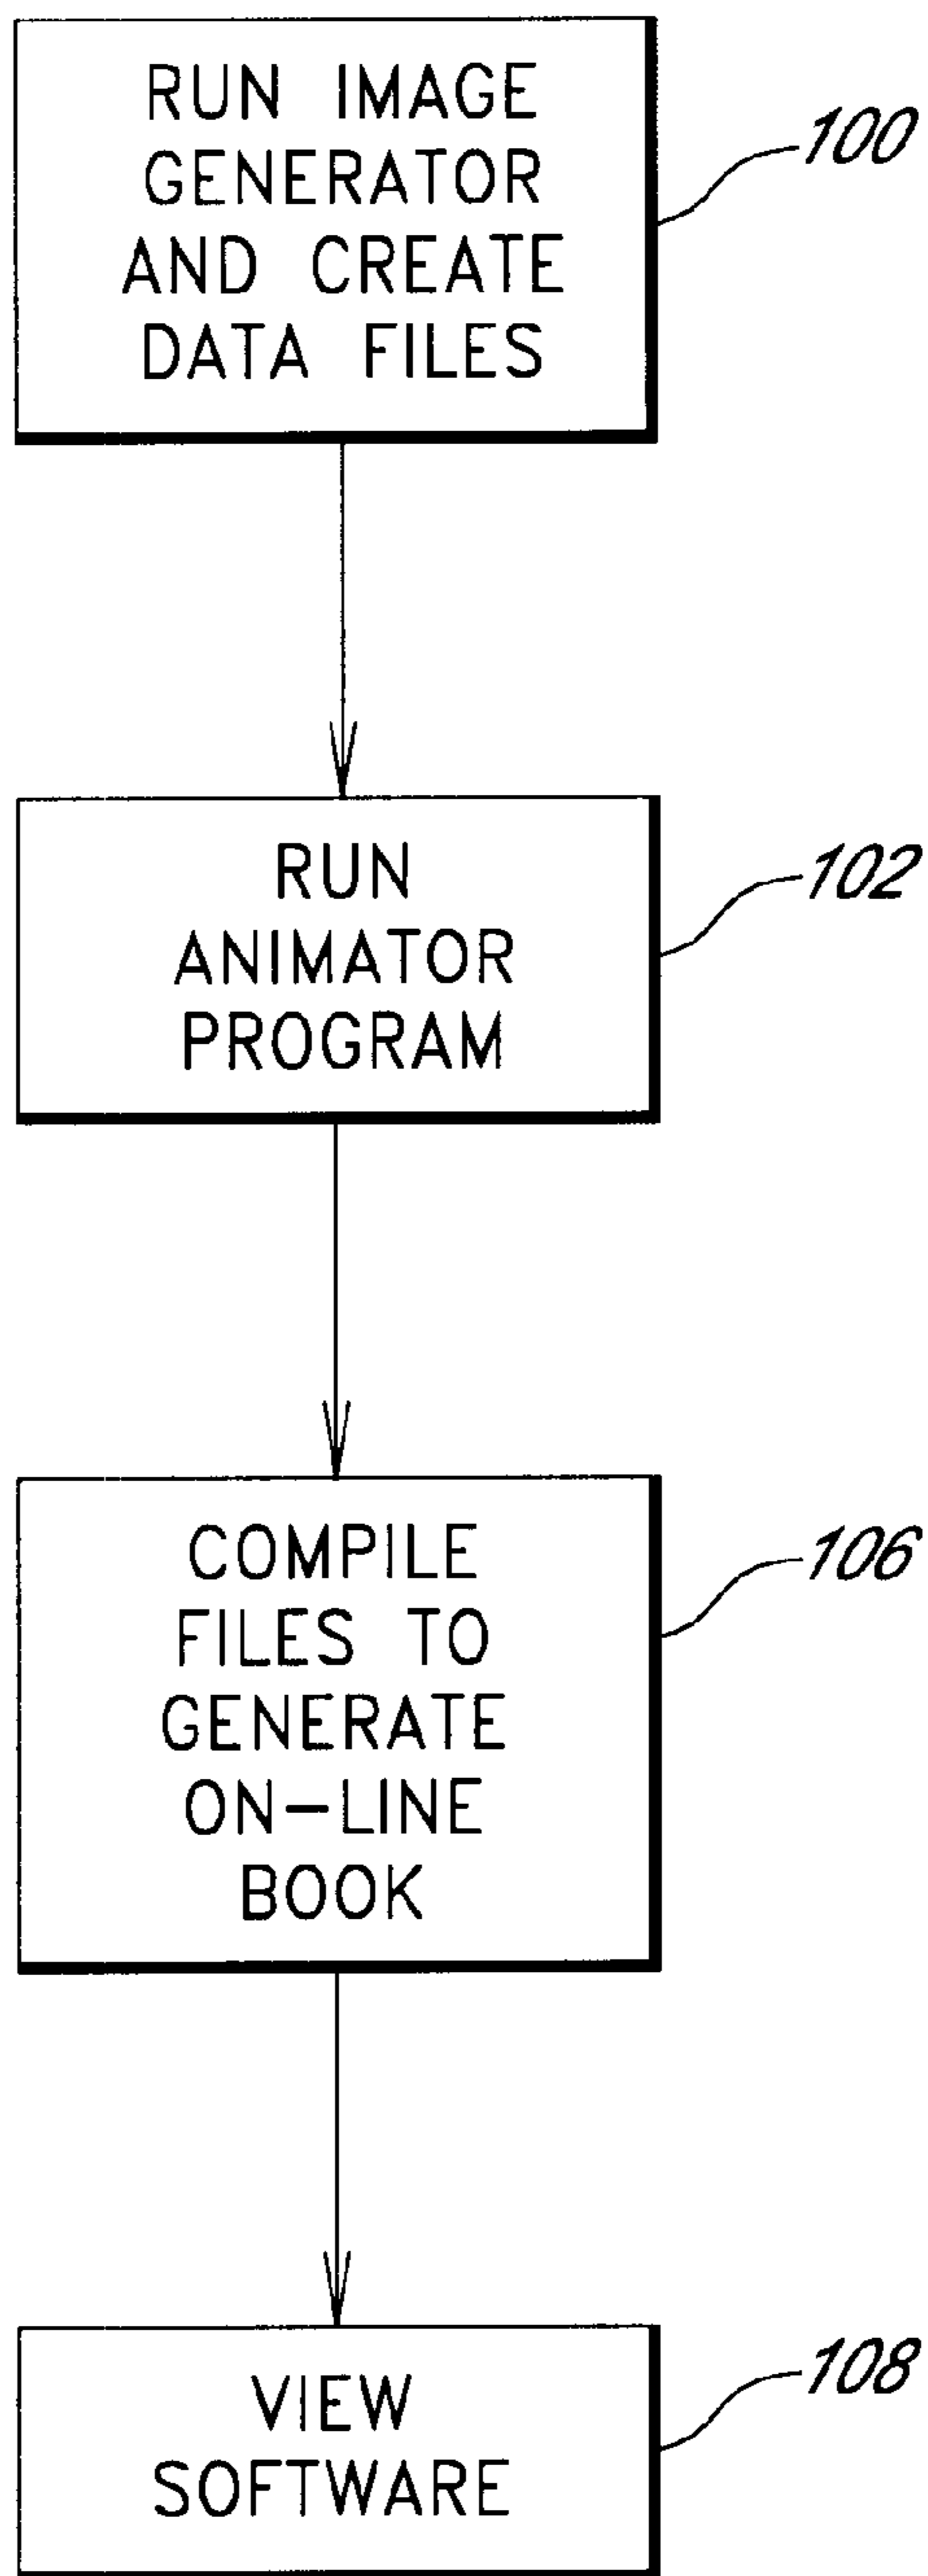 RUN IMAGE
GENERATOR
AND CREATE
DATA FILES
100
RUN
ANIMATOR
PROGRAM
102
COMPILE
FILES TO
GENERATE
ON-LINE
BOOK
106
VIEW
SOFTWARE
108